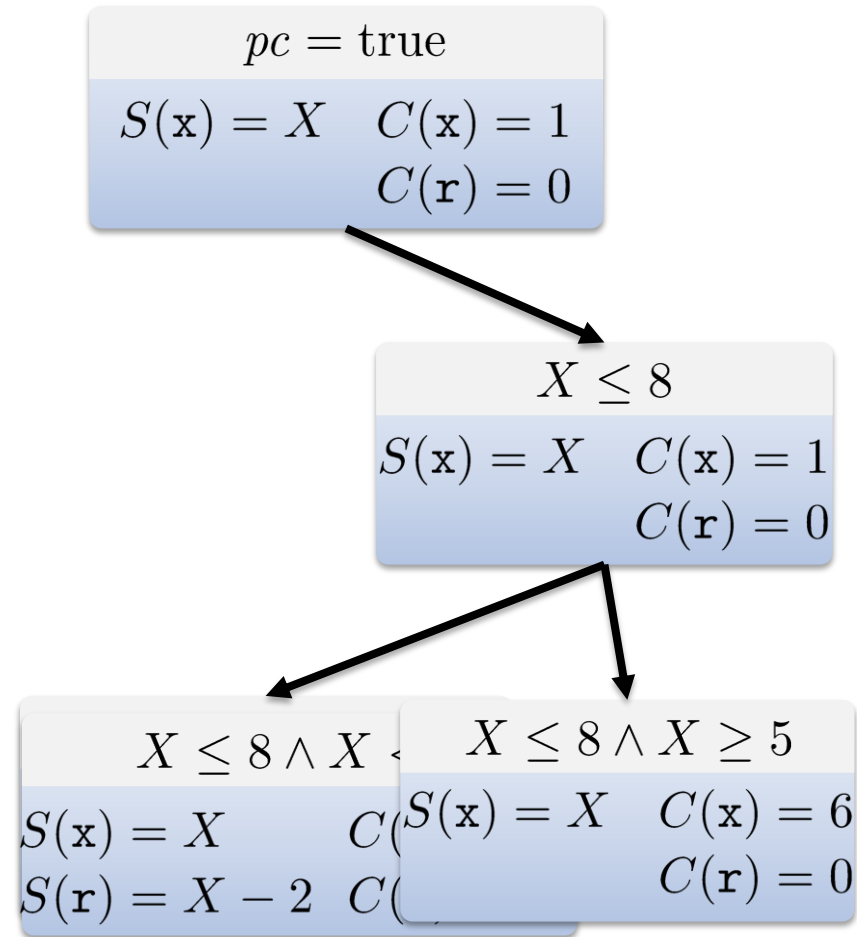 pc = true
S(x) = X C(x) = 1
C(r) = 0
X ≤ 8
S(x) = X C(x) = 1
C(r) = 0
X ≤ 8 ∧ X <
S(x) = X C(
S(r) = X − 2 C(
X ≤ 8 ∧ X ≥ 5
S(x) = X C(x) = 6
C(r) = 0